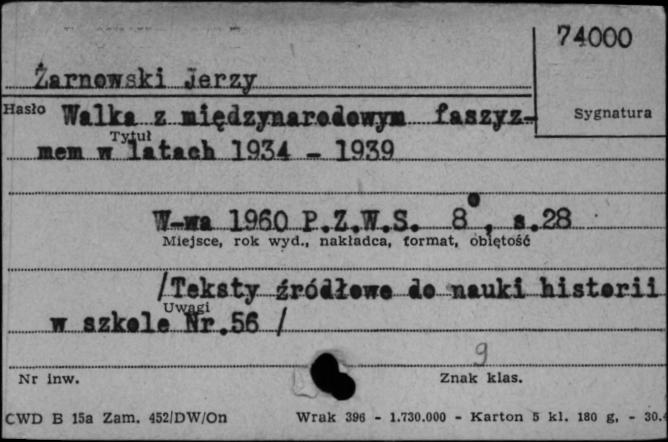 74000
Żarnowski Jerzy
Hasło
Sygnatura
Walka z międzynarodowym faszyz-
Tytuł
mem w latach 1934 - 1939
W-wa 1960 P.Z.W.S. 8°, s.28
Miejsce, rok wyd., nakładca, format, objętość
/Teksty źródłowe do nauki historii
Uwagi
w szkole Nr.56 /
9
Nr inw.
Znak klas.
CWD B 15a Zam. 452/DW/On
Wrak 396 - 1.730.000 - Karton 5 kl. 180 g, - 30.4